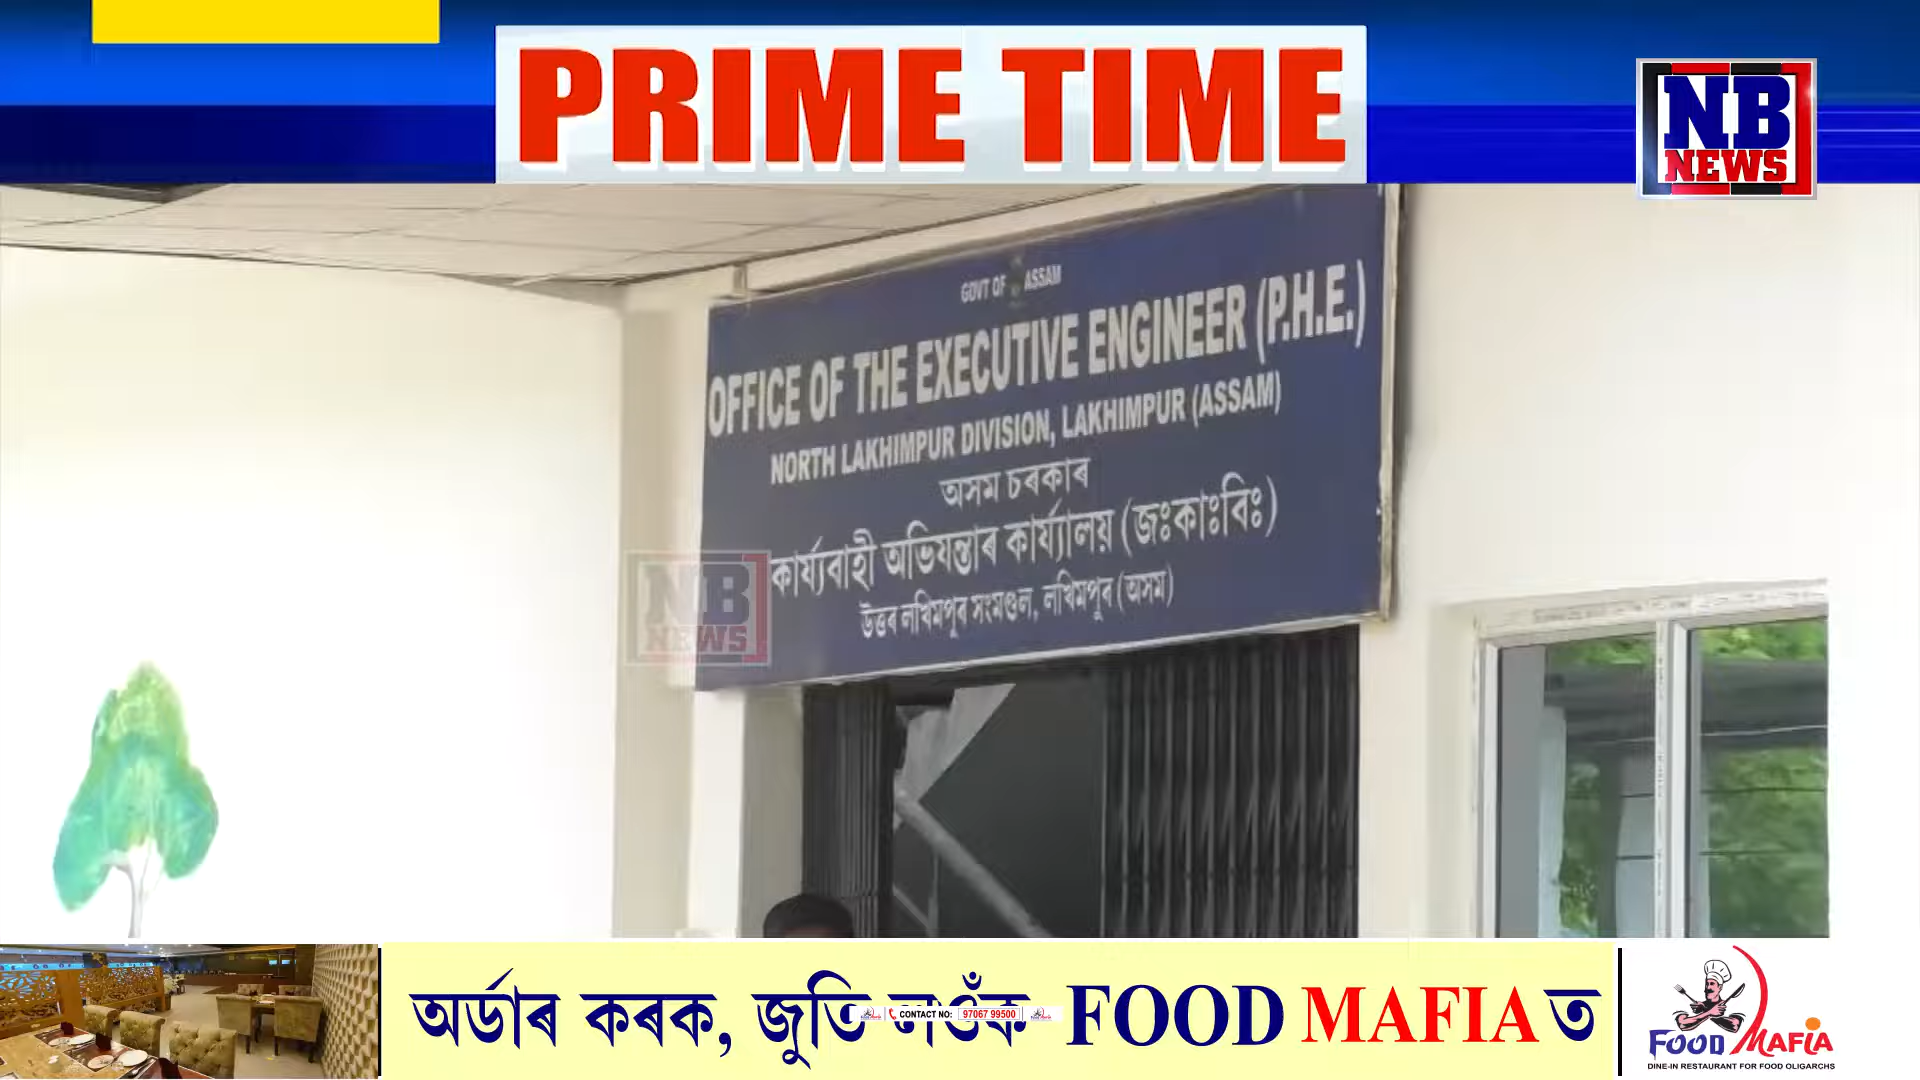 PRIME TIME
NB
NEWS
GOVT OF ASSAM
OFFICE OF THE EXECUTIVE ENGINEER (P.H.E.)
NORTH LAKHIMPUR DIVISION, LAKHIMPUR (ASSAM)
অসম চৰকাৰ
কাৰ্য্যবাহী অভিযন্তাৰ কাৰ্য্যালয় (জঃকাঃবিঃ)
উত্তৰ লখিমপুৰ সংমণ্ডল, লখিমপুৰ (অসম)
NB
NEWS
অৰ্ডাৰ কৰক, জুতি লওঁক FOOD MAFIA ত
CONTACT NO: 97067 99500
FOOD MAFIA
DINE-IN RESTAURANT FOR FOOD OLIGARCHS